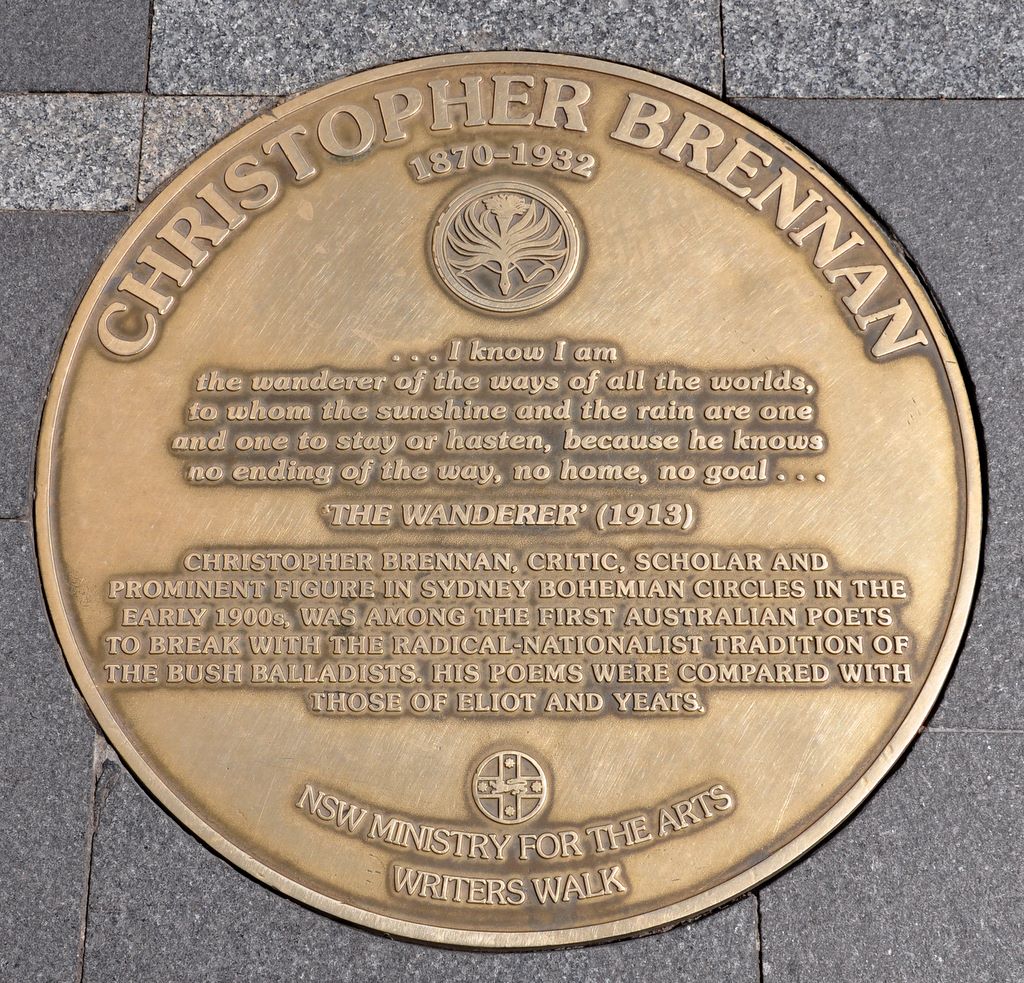 CHRISTOPHER BRENNAN
1870–1932
. . . I know I am
the wanderer of the ways of all the worlds,
to whom the sunshine and the rain are one
and one to stay or hasten, because he knows
no ending of the way, no home, no goal . . .
'THE WANDERER' (1913)
CHRISTOPHER BRENNAN, CRITIC, SCHOLAR AND
PROMINENT FIGURE IN SYDNEY BOHEMIAN CIRCLES IN THE
EARLY 1900s, WAS AMONG THE FIRST AUSTRALIAN POETS
TO BREAK WITH THE RADICAL-NATIONALIST TRADITION OF
THE BUSH BALLADISTS. HIS POEMS WERE COMPARED WITH
THOSE OF ELIOT AND YEATS.
NSW MINISTRY FOR THE ARTS
WRITERS WALK